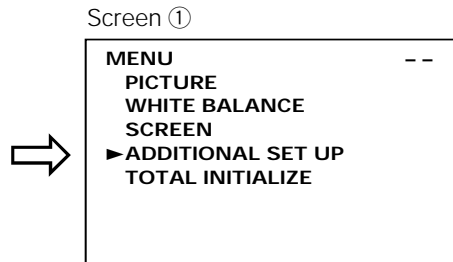 Screen ①
MENU – –
PICTURE
WHITE BALANCE
SCREEN
►ADDITIONAL SET UP
TOTAL INITIALIZE